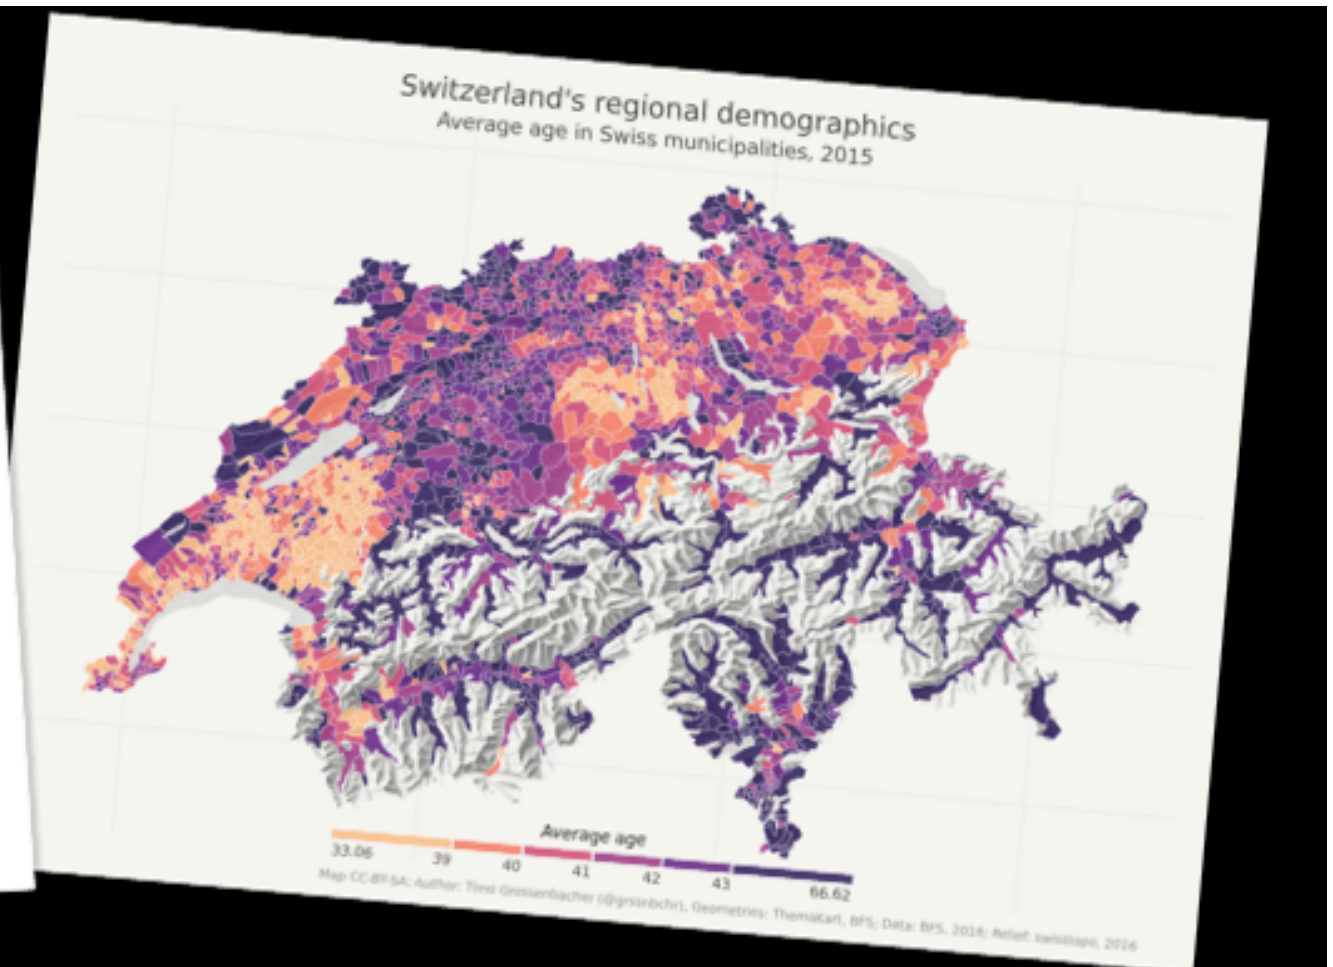 Switzerland's regional demographics
Average age in Swiss municipalities, 2015
Average age
33.06 39 40 41 42 43 66.62
Map CC-BY-SA; Author: Timo Grossenbacher (@grssnbchr), Geometries: ThemaKart, BFS; Data: BFS, 2016; Relief: swisstopo, 2016